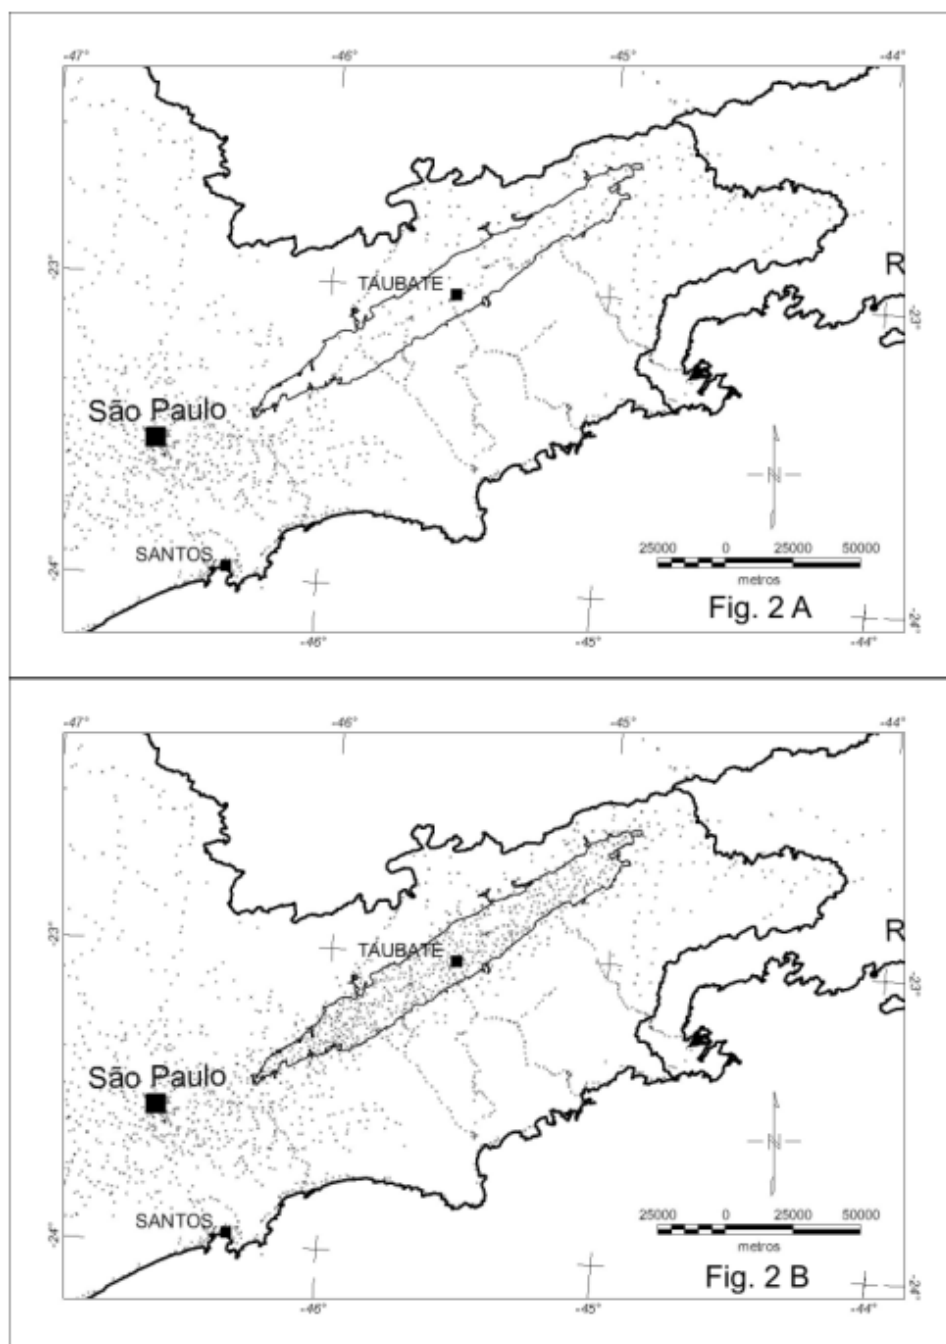 -47° -46° -45° -44°
-23°
TAUBATE
R
-23°
São Paulo
SANTOS
-24°
25000 0 25000 50000
metros
N
Fig. 2 A
-24°
-46° -45° -44°
-47° -46° -45° -44°
-23°
TAUBATE
R
-23°
São Paulo
SANTOS
-24°
25000 0 25000 50000
metros
N
Fig. 2 B
-24°
-46° -45° -44°